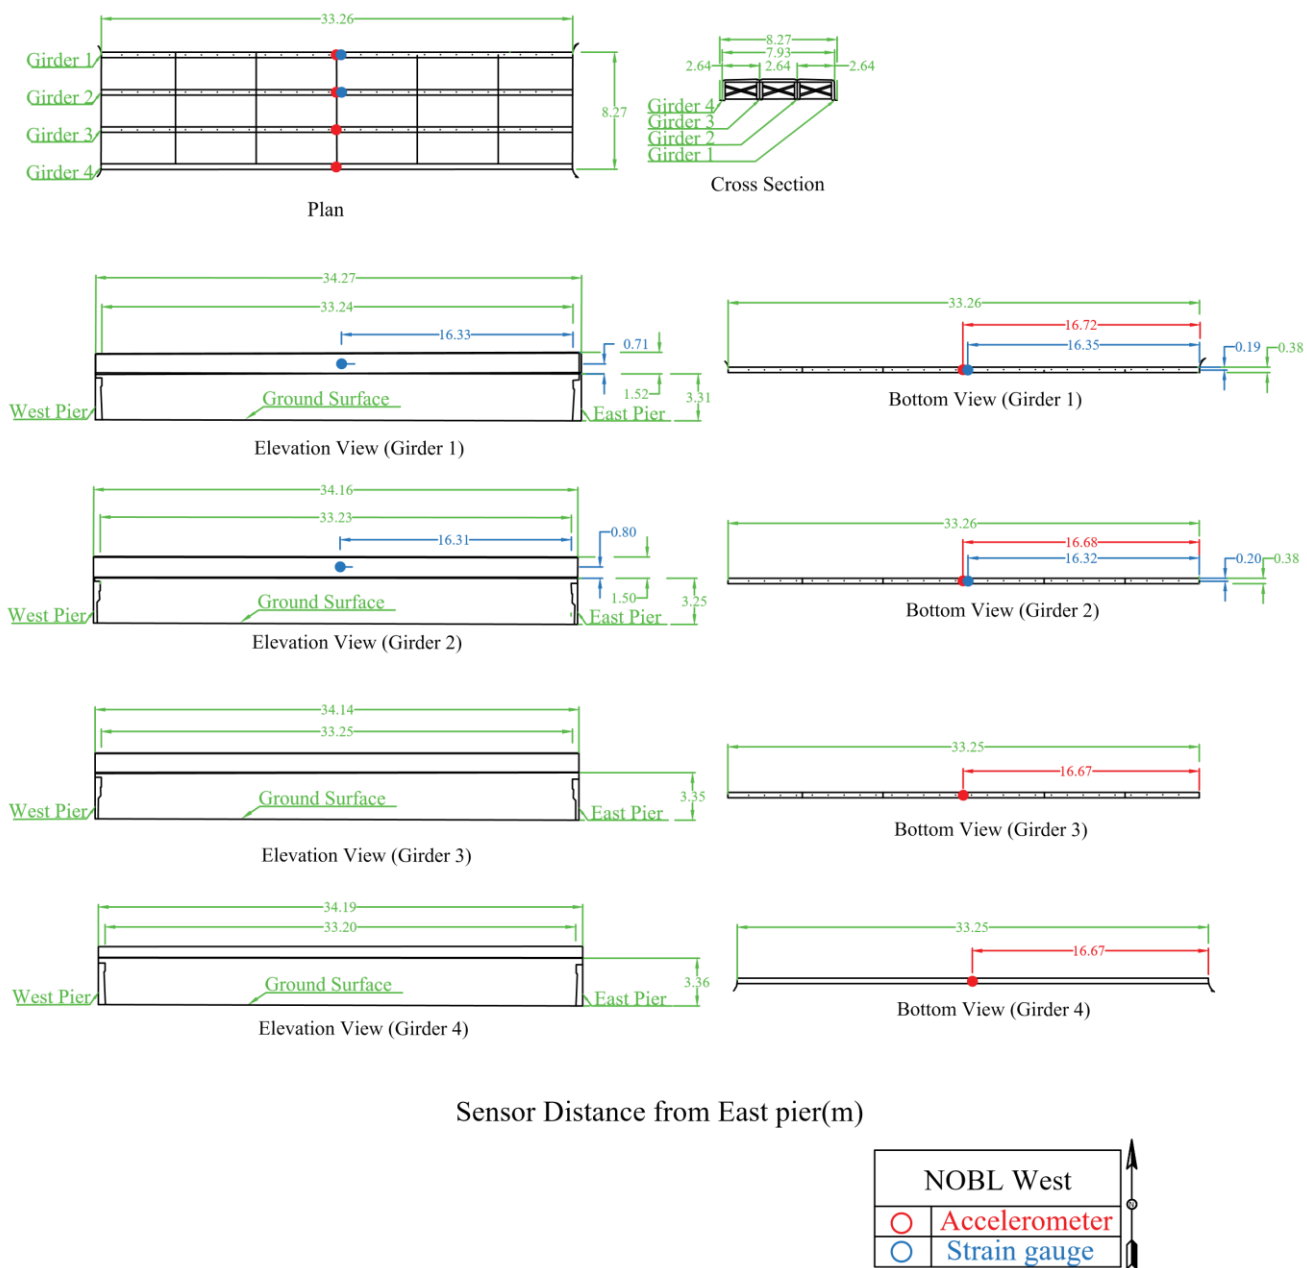 33.26
Girder 1
Girder 2
Girder 3
Girder 4
8.27
Plan
8.27
7.93
2.64 2.64 2.64
Girder 4
Girder 3
Girder 2
Girder 1
Cross Section
34.27
33.24
16.33
0.71
1.52
3.31
West Pier
Ground Surface
East Pier
Elevation View (Girder 1)
33.26
16.72
16.35
0.19 0.38
Bottom View (Girder 1)
34.16
33.23
16.31
0.80
1.50
3.25
West Pier
Ground Surface
East Pier
Elevation View (Girder 2)
33.26
16.68
16.32
0.20 0.38
Bottom View (Girder 2)
34.14
33.25
3.35
West Pier
Ground Surface
East Pier
Elevation View (Girder 3)
33.25
16.67
Bottom View (Girder 3)
34.19
33.20
3.36
West Pier
Ground Surface
East Pier
Elevation View (Girder 4)
33.25
16.67
Bottom View (Girder 4)
Sensor Distance from East pier(m)
NOBL West
Accelerometer
Strain gauge
N